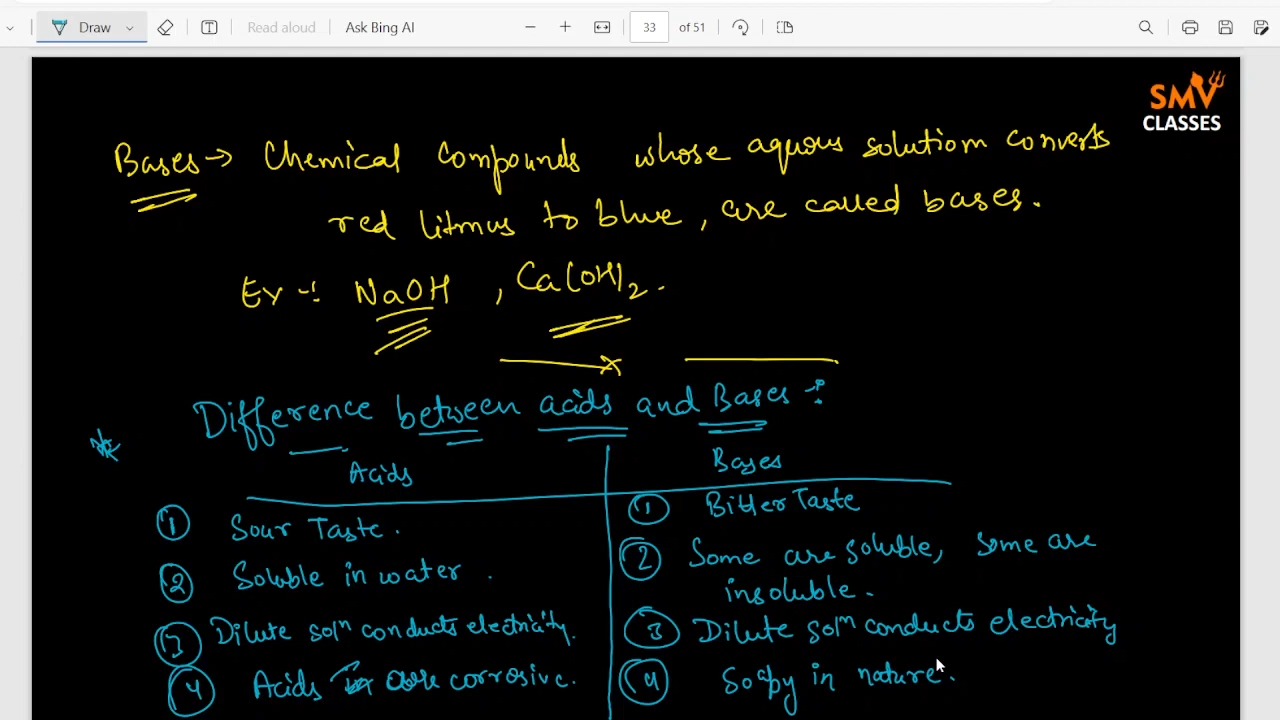 Draw
Read aloud
Ask Bing AI
33 of 51
SMV
CLASSES
Bases → Chemical compounds whose aqueous solution converts
red litmus to blue, are called bases.
Ex -: NaOH , Ca(OH)2.
Difference between acids and Bases -:
Acids Bases
① Sour Taste. ① Bitter Taste
② Soluble in water . ② Some are soluble, some are
insoluble.
③ Dilute solⁿ conducts electricity. ③ Dilute solⁿ conducts electricity
④ Acids are corrosive. ④ Soapy in nature.